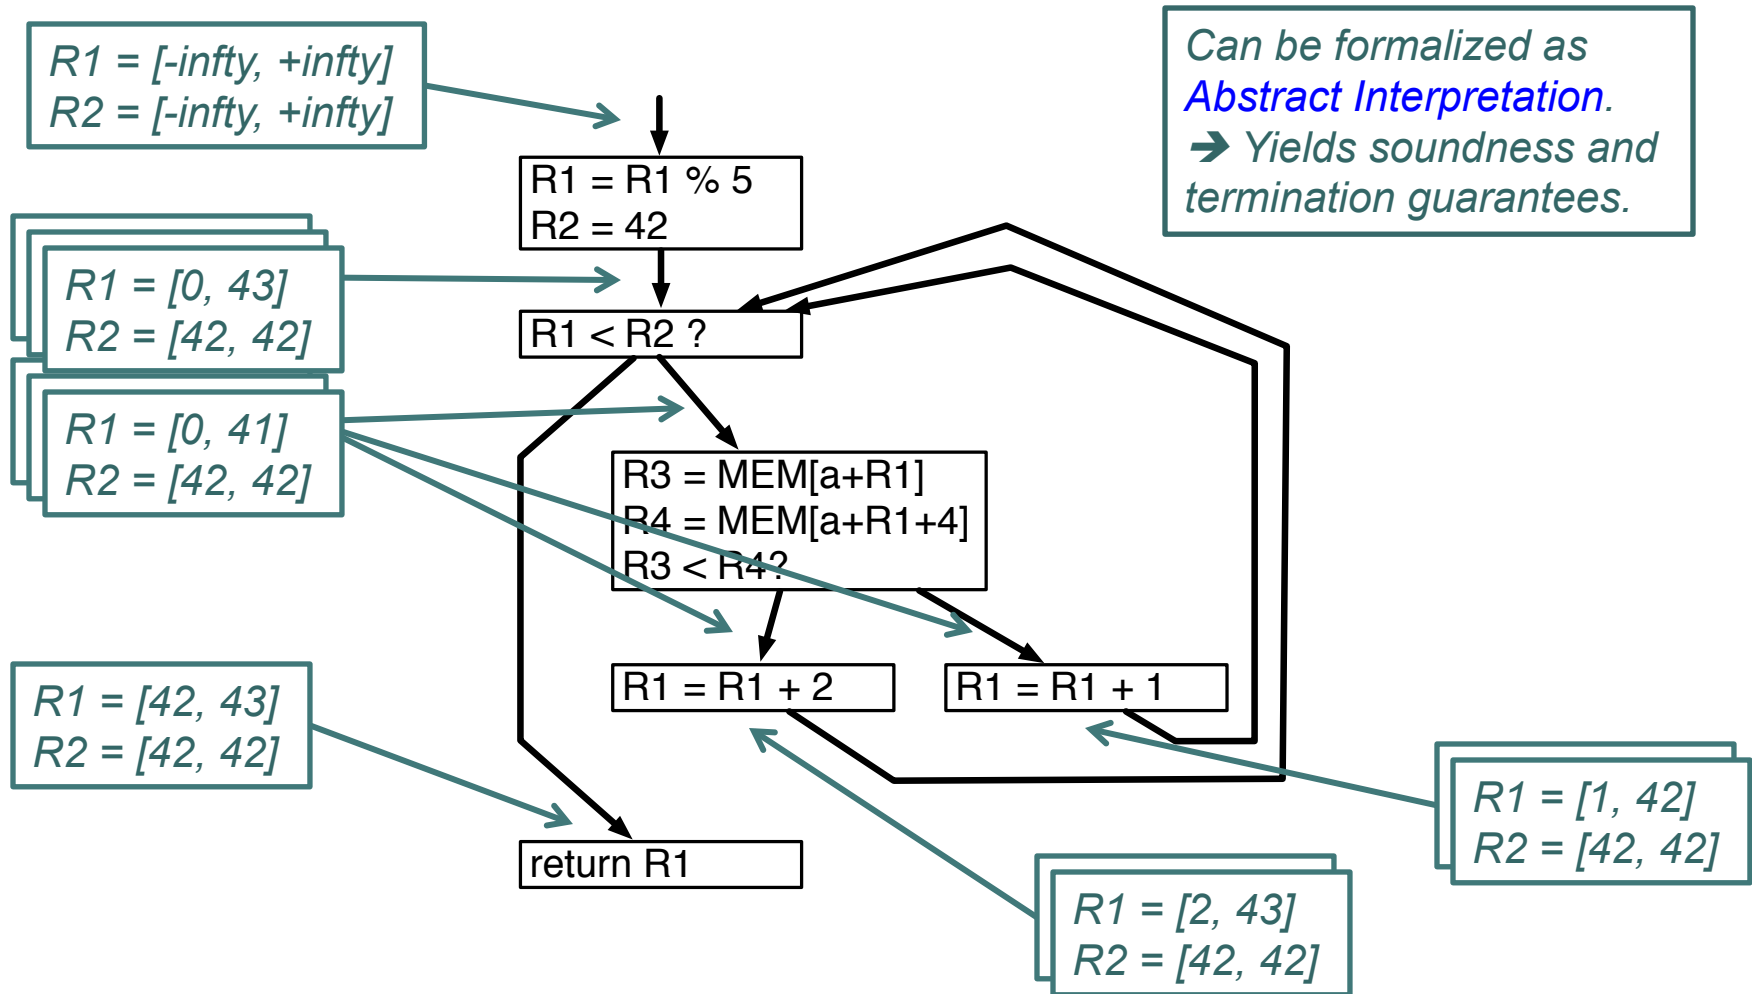 R1 = [-infty, +infty]
R2 = [-infty, +infty]
Can be formalized as
Abstract Interpretation.
➔ Yields soundness and
termination guarantees.
R1 = R1 % 5
R2 = 42
R1 = [0, 43]
R2 = [42, 42]
R1 < R2 ?
R1 = [0, 41]
R2 = [42, 42]
R3 = MEM[a+R1]
R4 = MEM[a+R1+4]
R3 < R4?
R1 = R1 + 2
R1 = R1 + 1
R1 = [42, 43]
R2 = [42, 42]
R1 = [1, 42]
R2 = [42, 42]
return R1
R1 = [2, 43]
R2 = [42, 42]